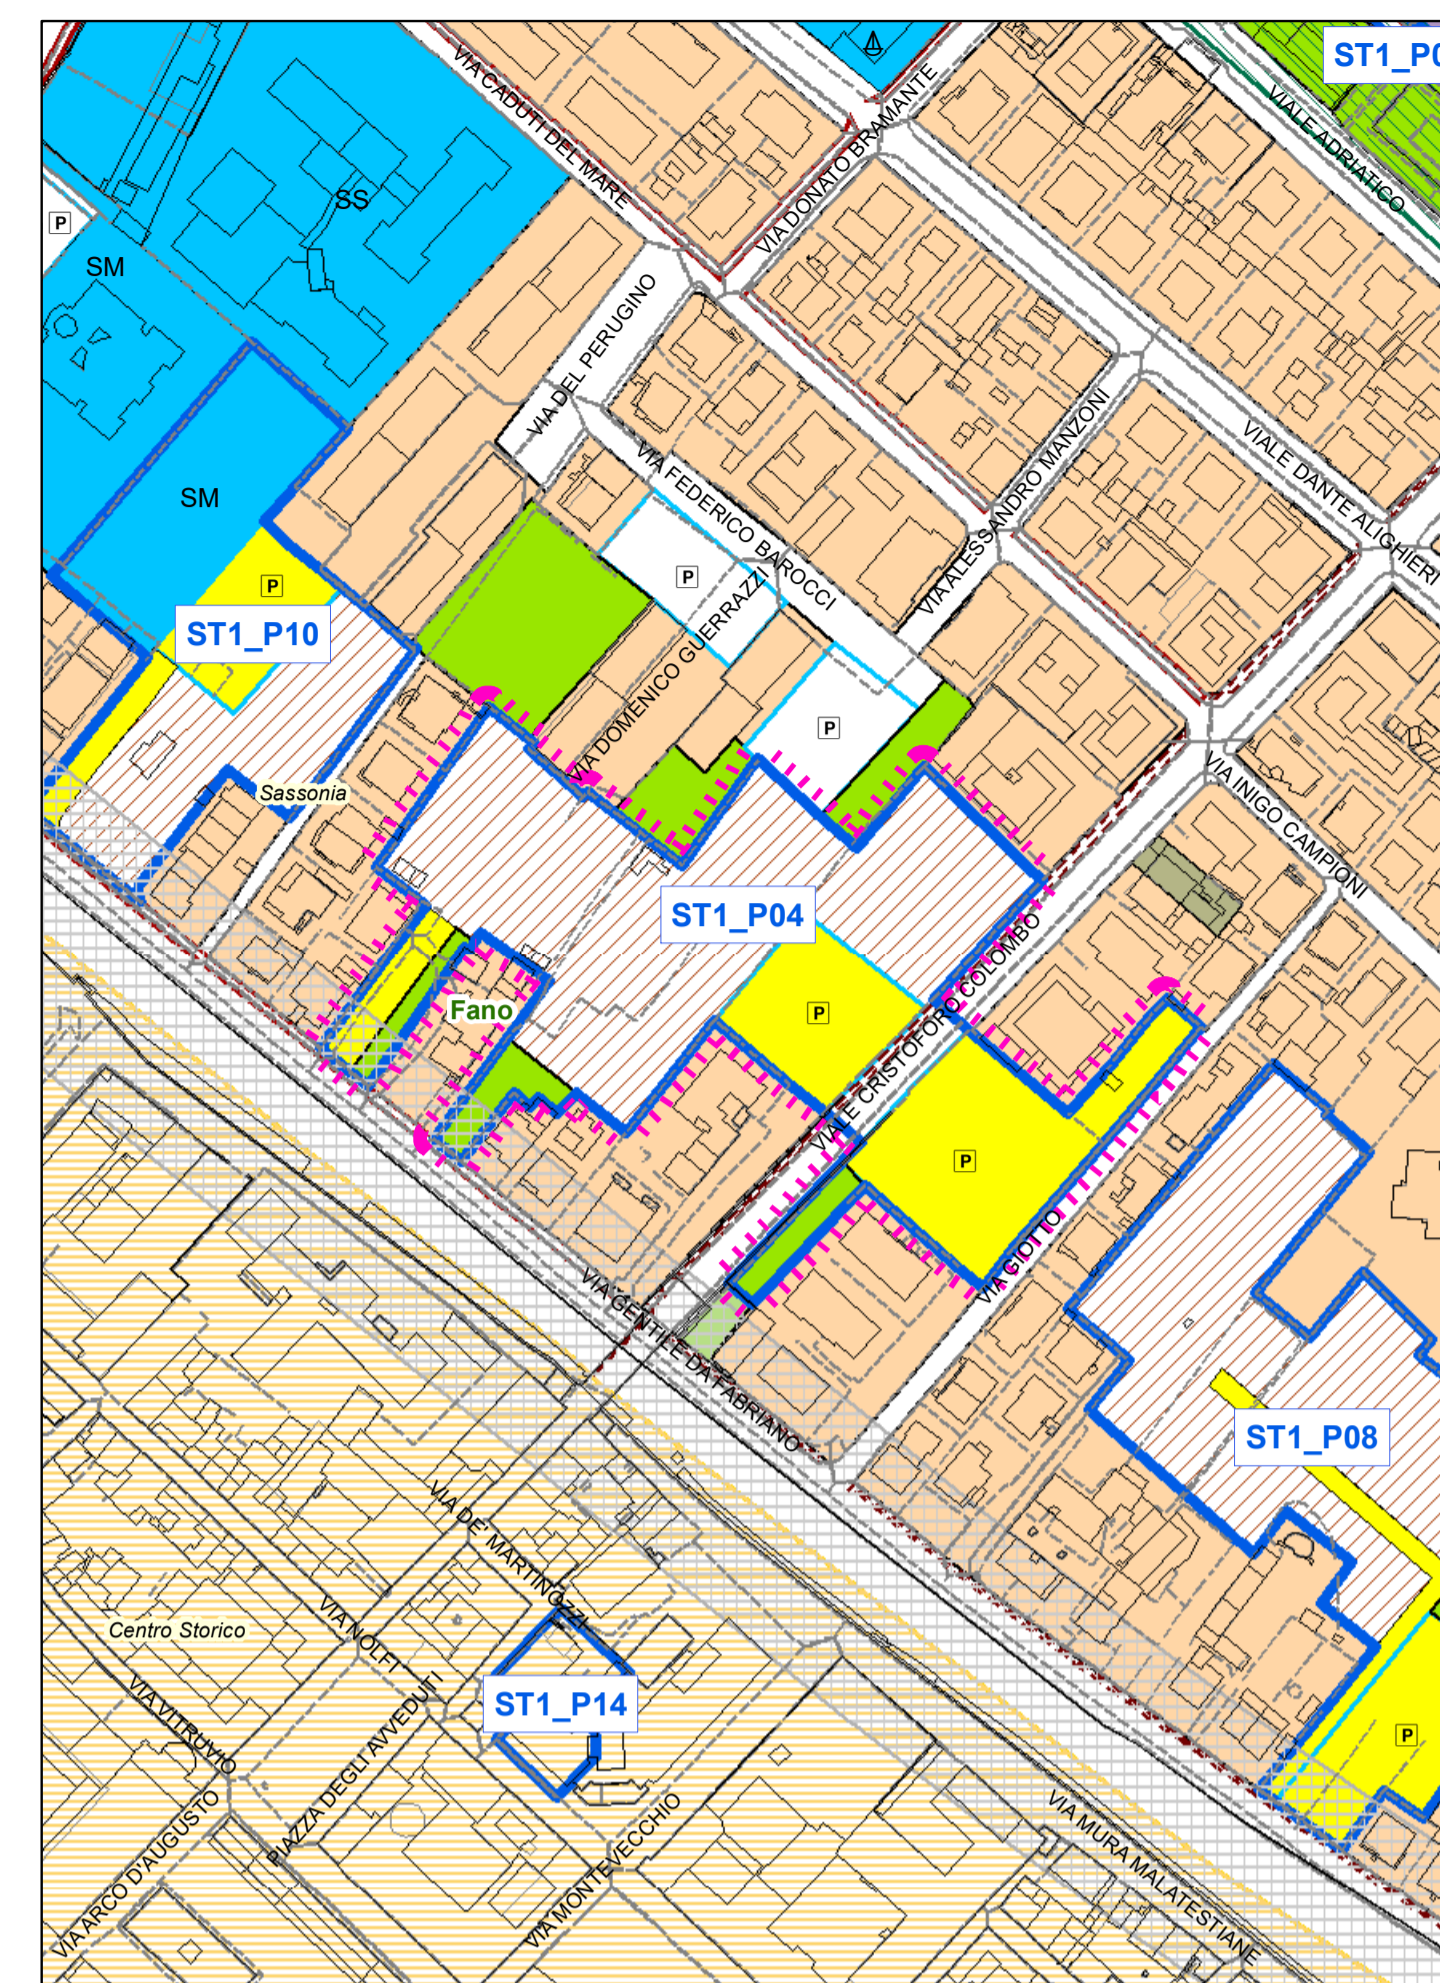 ST1_P0
VIA CADUTI DEL MARE
VIA DONATO BRAMANTE
VIALE ADRIATICO
SS
P
SM
VIA DEL PERUGINO
VIALE DANTE ALIGHIERI
VIA ALESSANDRO MANZONI
VIA FEDERICO BAROCCI
SM
P
P
ST1_P10
VIA DOMENICO GUERRAZZI
P
Sassonia
VIA INIGO CAMPIONI
ST1_P04
Fano
P
VIALE CRISTOFORO COLOMBO
P
VIA GIOTTO
VIA GENTILE DA FABRIANO
ST1_P08
VIA DE' MARTINOZZI
Centro Storico
VIA NOLFI
VIA VITRUVIO
ST1_P14
P
PIAZZA DEGLI AVVEDUTI
VIA ARCO D'AUGUSTO
VIA MONTEVECCHIO
VIA MURA MALATESTIANE